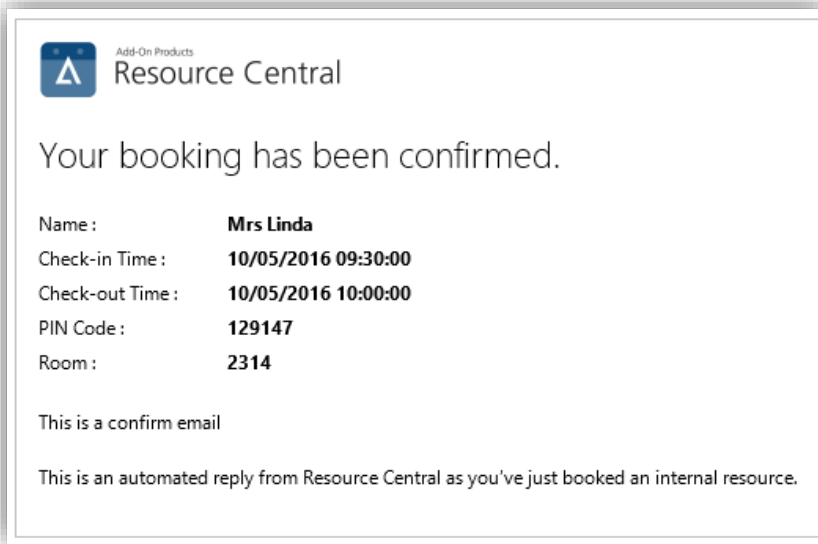 Add-On Products
Resource Central
Your booking has been confirmed.
Name : Mrs Linda
Check-in Time : 10/05/2016 09:30:00
Check-out Time : 10/05/2016 10:00:00
PIN Code : 129147
Room : 2314
This is a confirm email
This is an automated reply from Resource Central as you've just booked an internal resource.